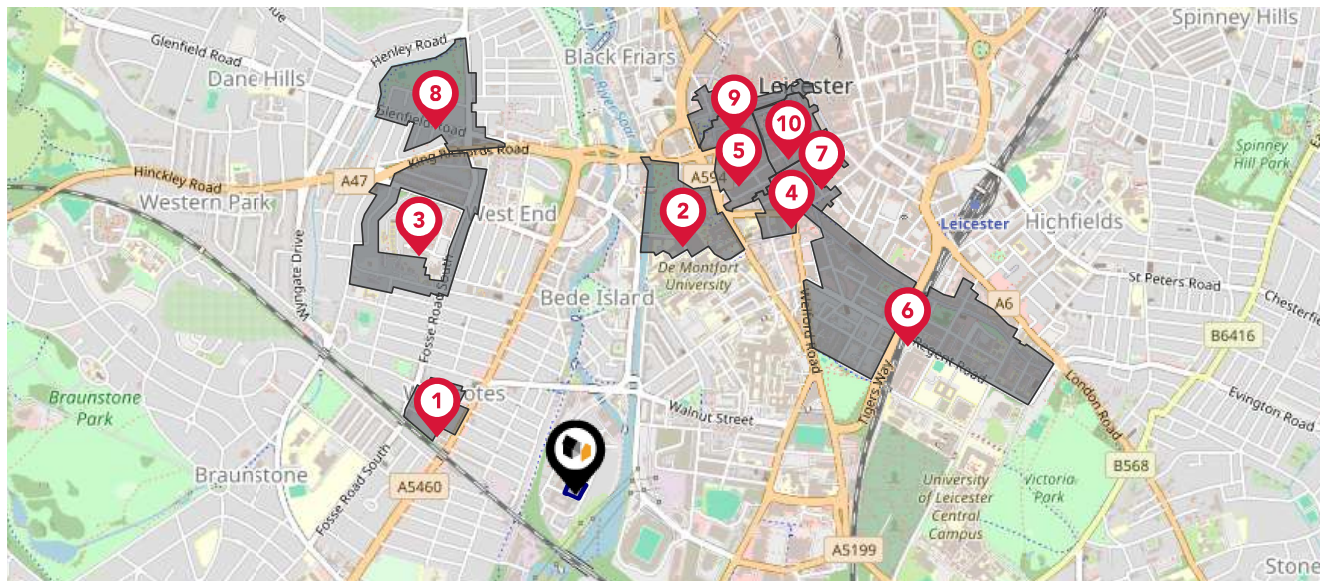 Spinney Hills
Henley Road
Glenfield Road
Black Friars
Dane Hills
Leicester
River Soar
8
9
10
Glenfield Road
King Richards Road
5
7
Spinney
Hill Park
Hinckley Road
A47
A594
Western Park
4
2
3
West End
Leicester
Highfields
De Montfort
University
Wyngate Drive
St Peters Road
Bede Island
Chesterfie
A6
6
B6416
Fosse Road South
Welford Road
Regent Road
1
Braunstone
Park
Walnut Street
Tigers Way
London Road
Evington Road
Braunstone
A5460
B568
Fosse Road South
University
of Leicester
Central
Campus
Victoria
Park
A5199
Stone